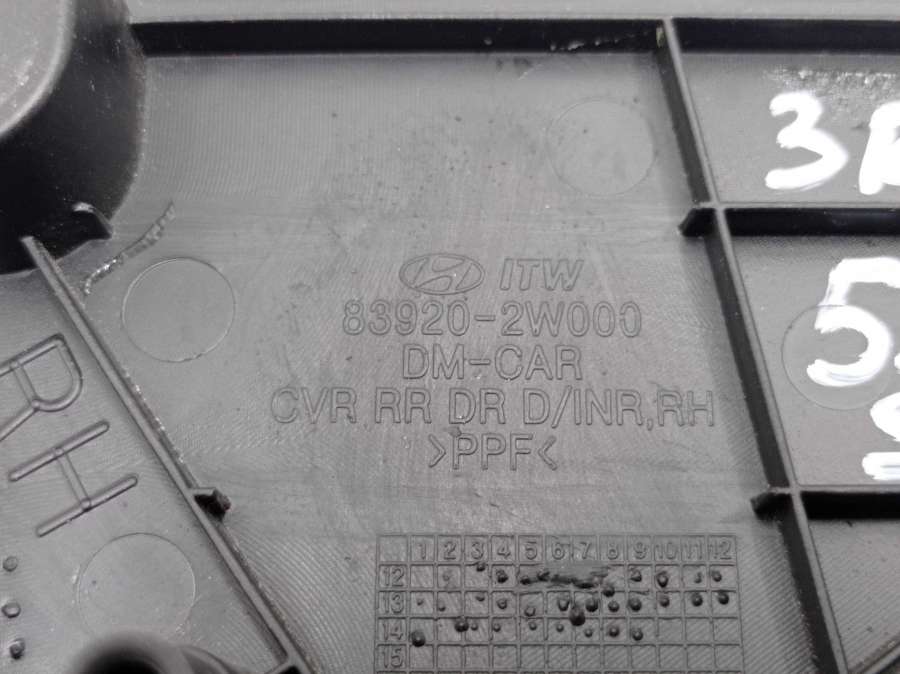 ITW
83920-2W000
DM-CAR
CVR RR DR D/INR,RH
>PPF<
RH
1 2 3 4 5 6 7 8 9 10 11 12
12
13
14
15
3
5